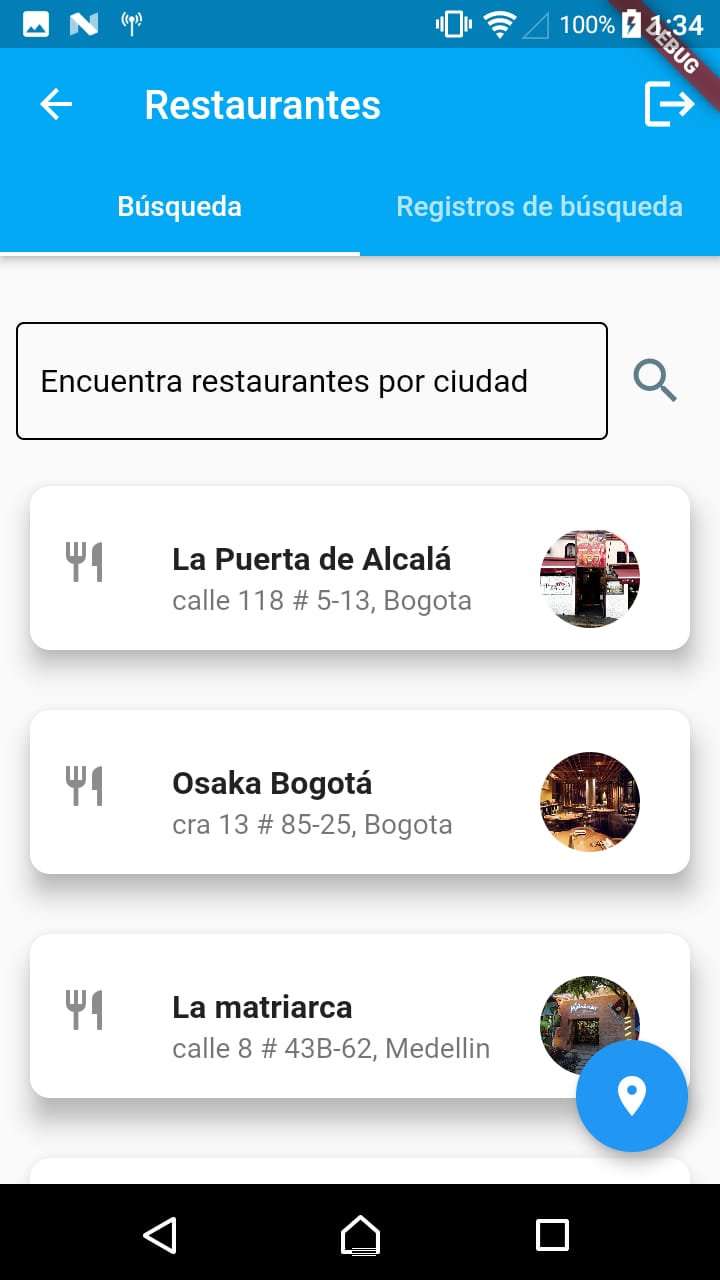 100%
1:34
DEBUG
Restaurantes
Búsqueda
Registros de búsqueda
Encuentra restaurantes por ciudad
La Puerta de Alcalá
calle 118 # 5-13, Bogota
Osaka Bogotá
cra 13 # 85-25, Bogota
La matriarca
calle 8 # 43B-62, Medellin